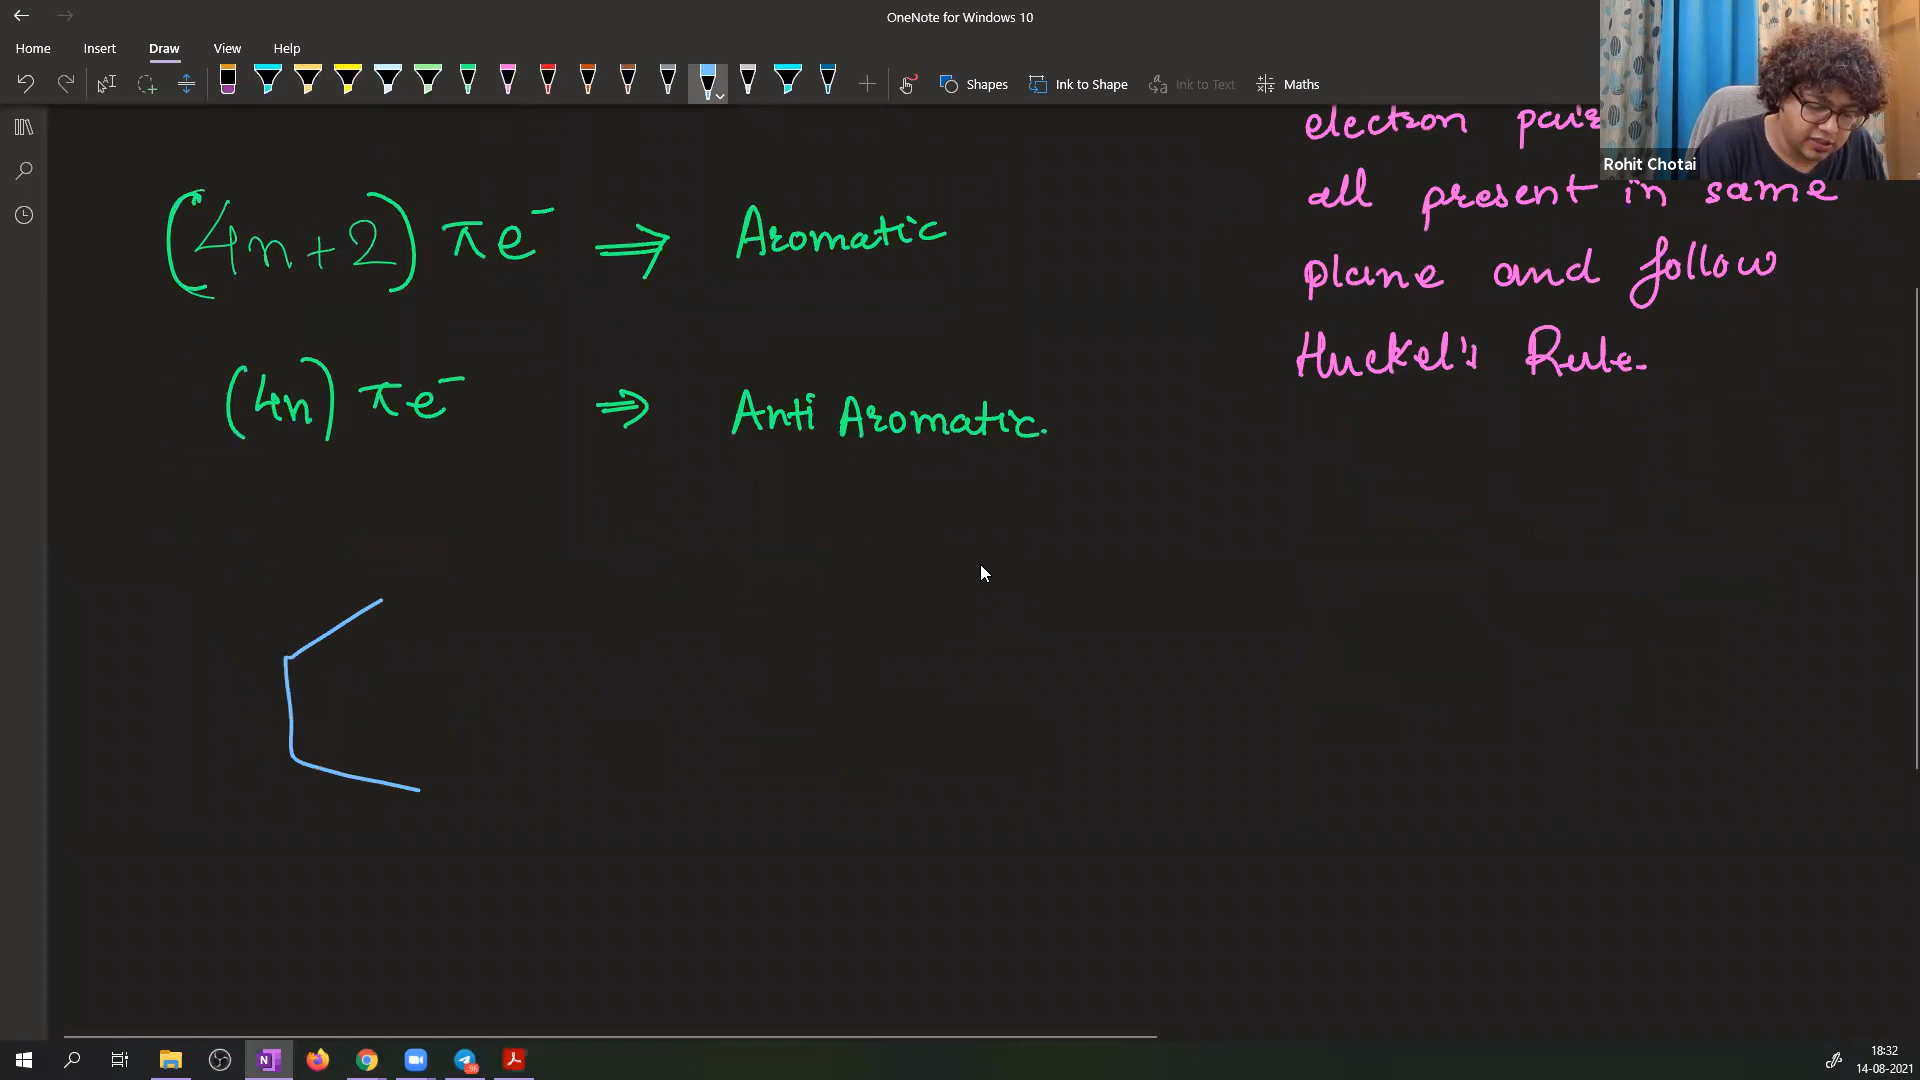 OneNote for Windows 10
Home Insert Draw View Help
Shapes Ink to Shape Ink to Text Maths
Rohit Chotai
electron pair
all present in same
plane and follow
Huckel's Rule.
(4n+2) πe⁻ ⇒ Aromatic
(4n) πe⁻ ⇒ Anti Aromatic.
18:32
14-08-2021